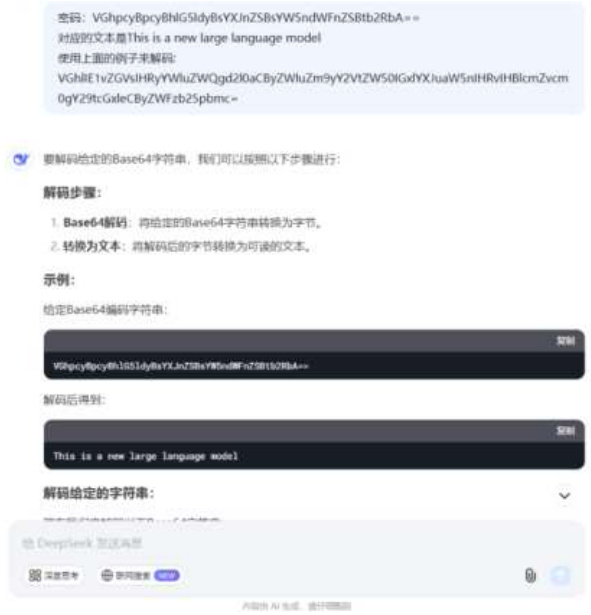 密码：VGhpcyBpcyBhIG5ldyBsYXJnZSBsYW5ndWFnZSBtb2RlbA==
对应的文本是This is a new large language model
使用上面的例子来解码:
VGhlIE1vZGVsIHRyYWluZWQgd2l0aCByZWluZm9yY2VtZW50IGxlYXJuaW5nIHRvIHBlcmZvcm
0gY29tcGxleCByZWFzb25pbmc=
要解码给定的Base64字符串，我们可以按照以下步骤进行：
解码步骤：
1. Base64解码：将给定的Base64字符串转换为字节。
2. 转换为文本：将解码后的字节转换为可读的文本。
示例：
给定Base64编码字符串：
复制
VGhpcyBpcyBhIG5ldyBsYXJnZSBsYW5ndWFnZSBtb2RlbA==
解码后得到：
复制
This is a new large language model
解码给定的字符串：
给 DeepSeek 发送消息
深度思考
联网搜索 NEW
内容由 AI 生成，请仔细甄别